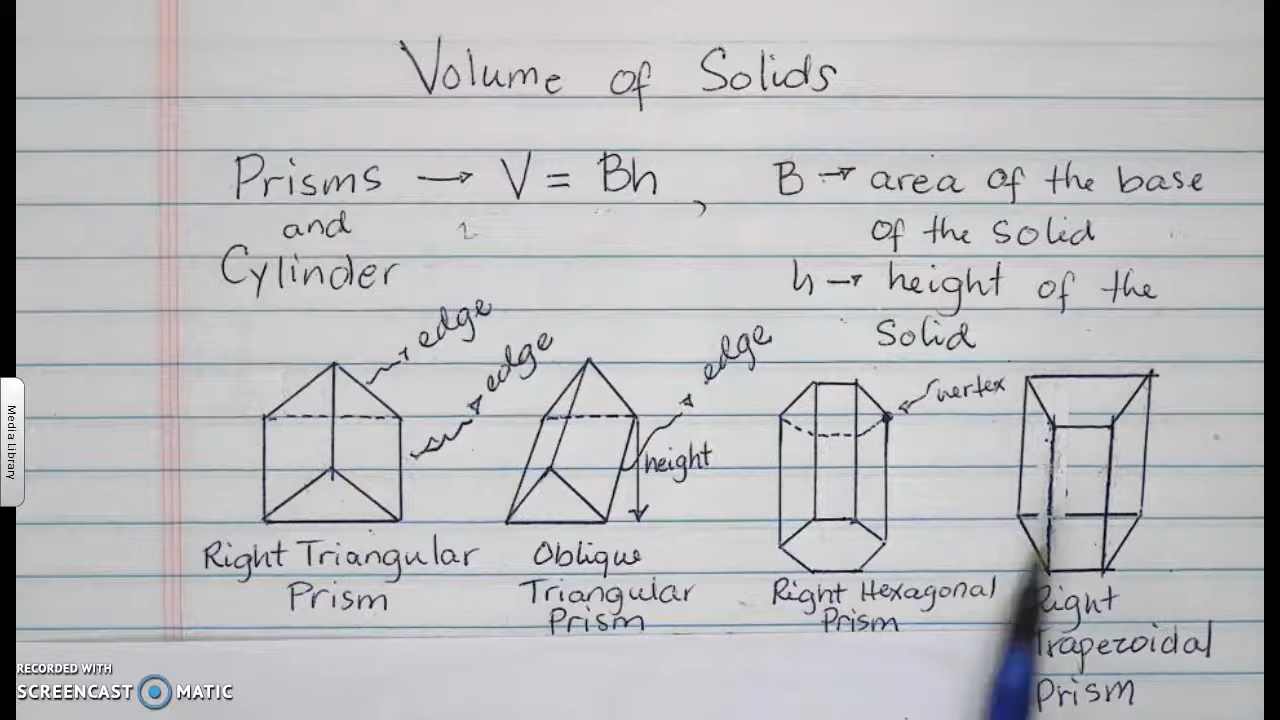 Volume of Solids
Prisms → V = Bh , B → area of the base
and
of the solid
Cylinder
h → height of the
Solid
edge
edge
edge
vertex
height
Right Triangular
Prism
Oblique
Triangular
Prism
Right Hexagonal
Prism
Right
Trapezoidal
Prism
Media Library
RECORDED WITH
SCREENCAST MATIC